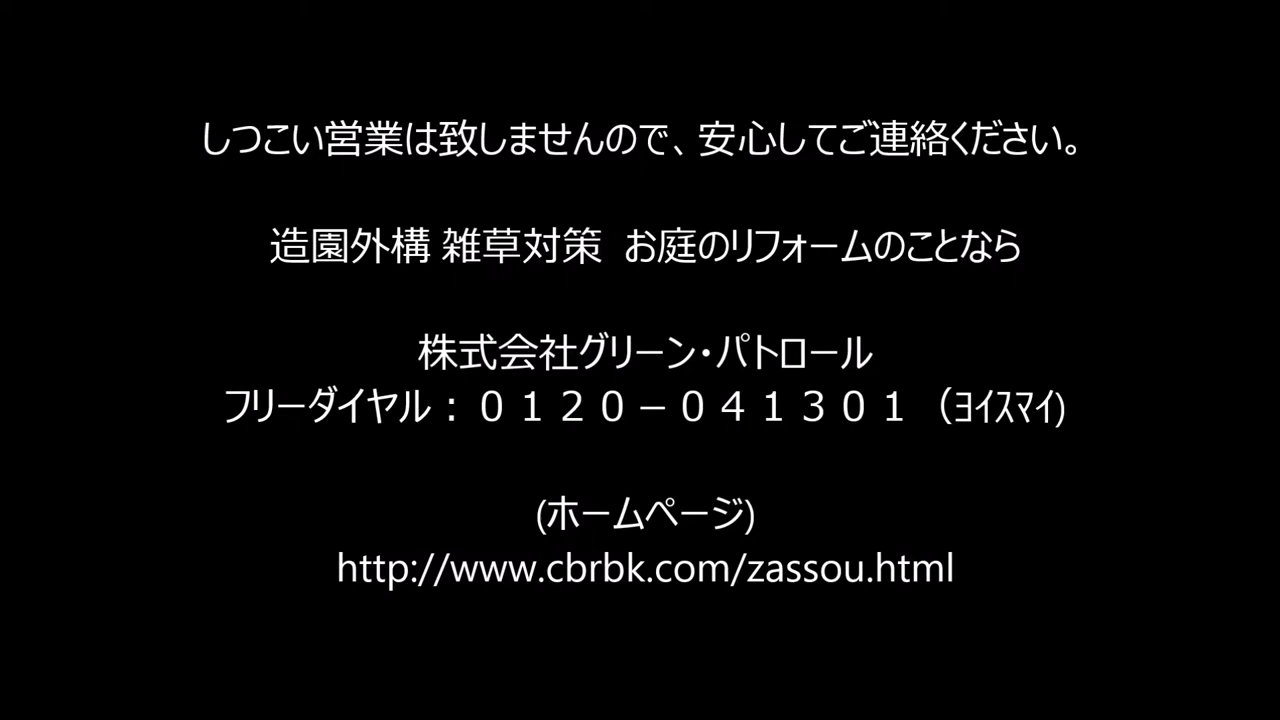 しつこい営業は致しませんので、安心してご連絡ください。
造園外構 雑草対策 お庭のリフォームのことなら
株式会社グリーン・パトロール
フリーダイヤル：０１２０－０４１３０１ （ﾖｲｽﾏｲ)
(ホームページ)
http://www.cbrbk.com/zassou.html